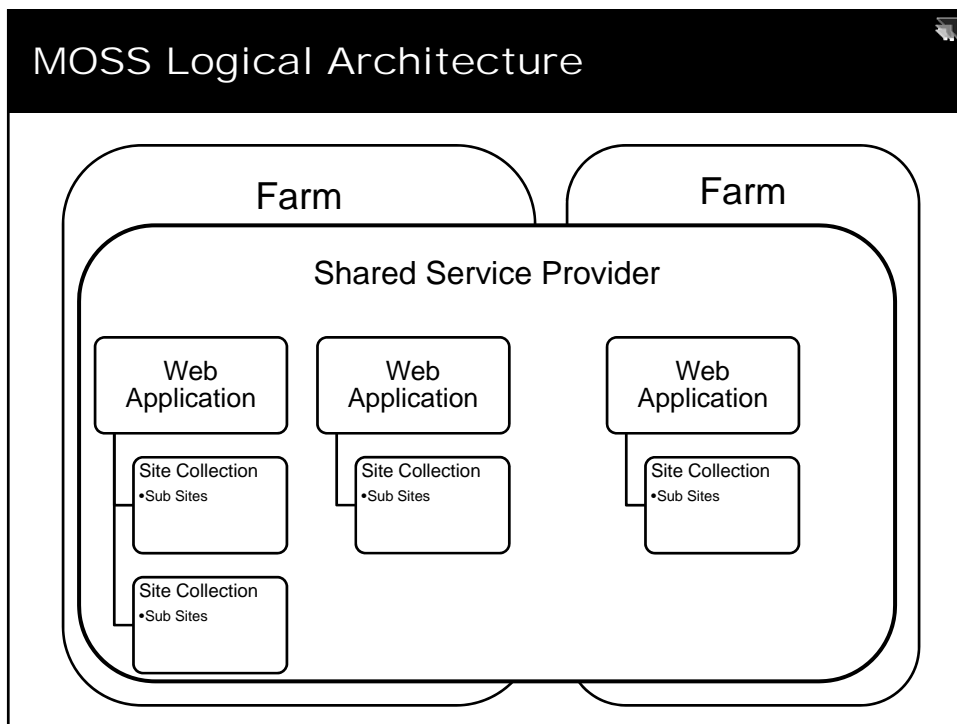 MOSS Logical Architecture
Farm
Farm
Shared Service Provider
Web
Application
Site Collection
•Sub Sites
Site Collection
•Sub Sites
Web
Application
Site Collection
•Sub Sites
Web
Application
Site Collection
•Sub Sites